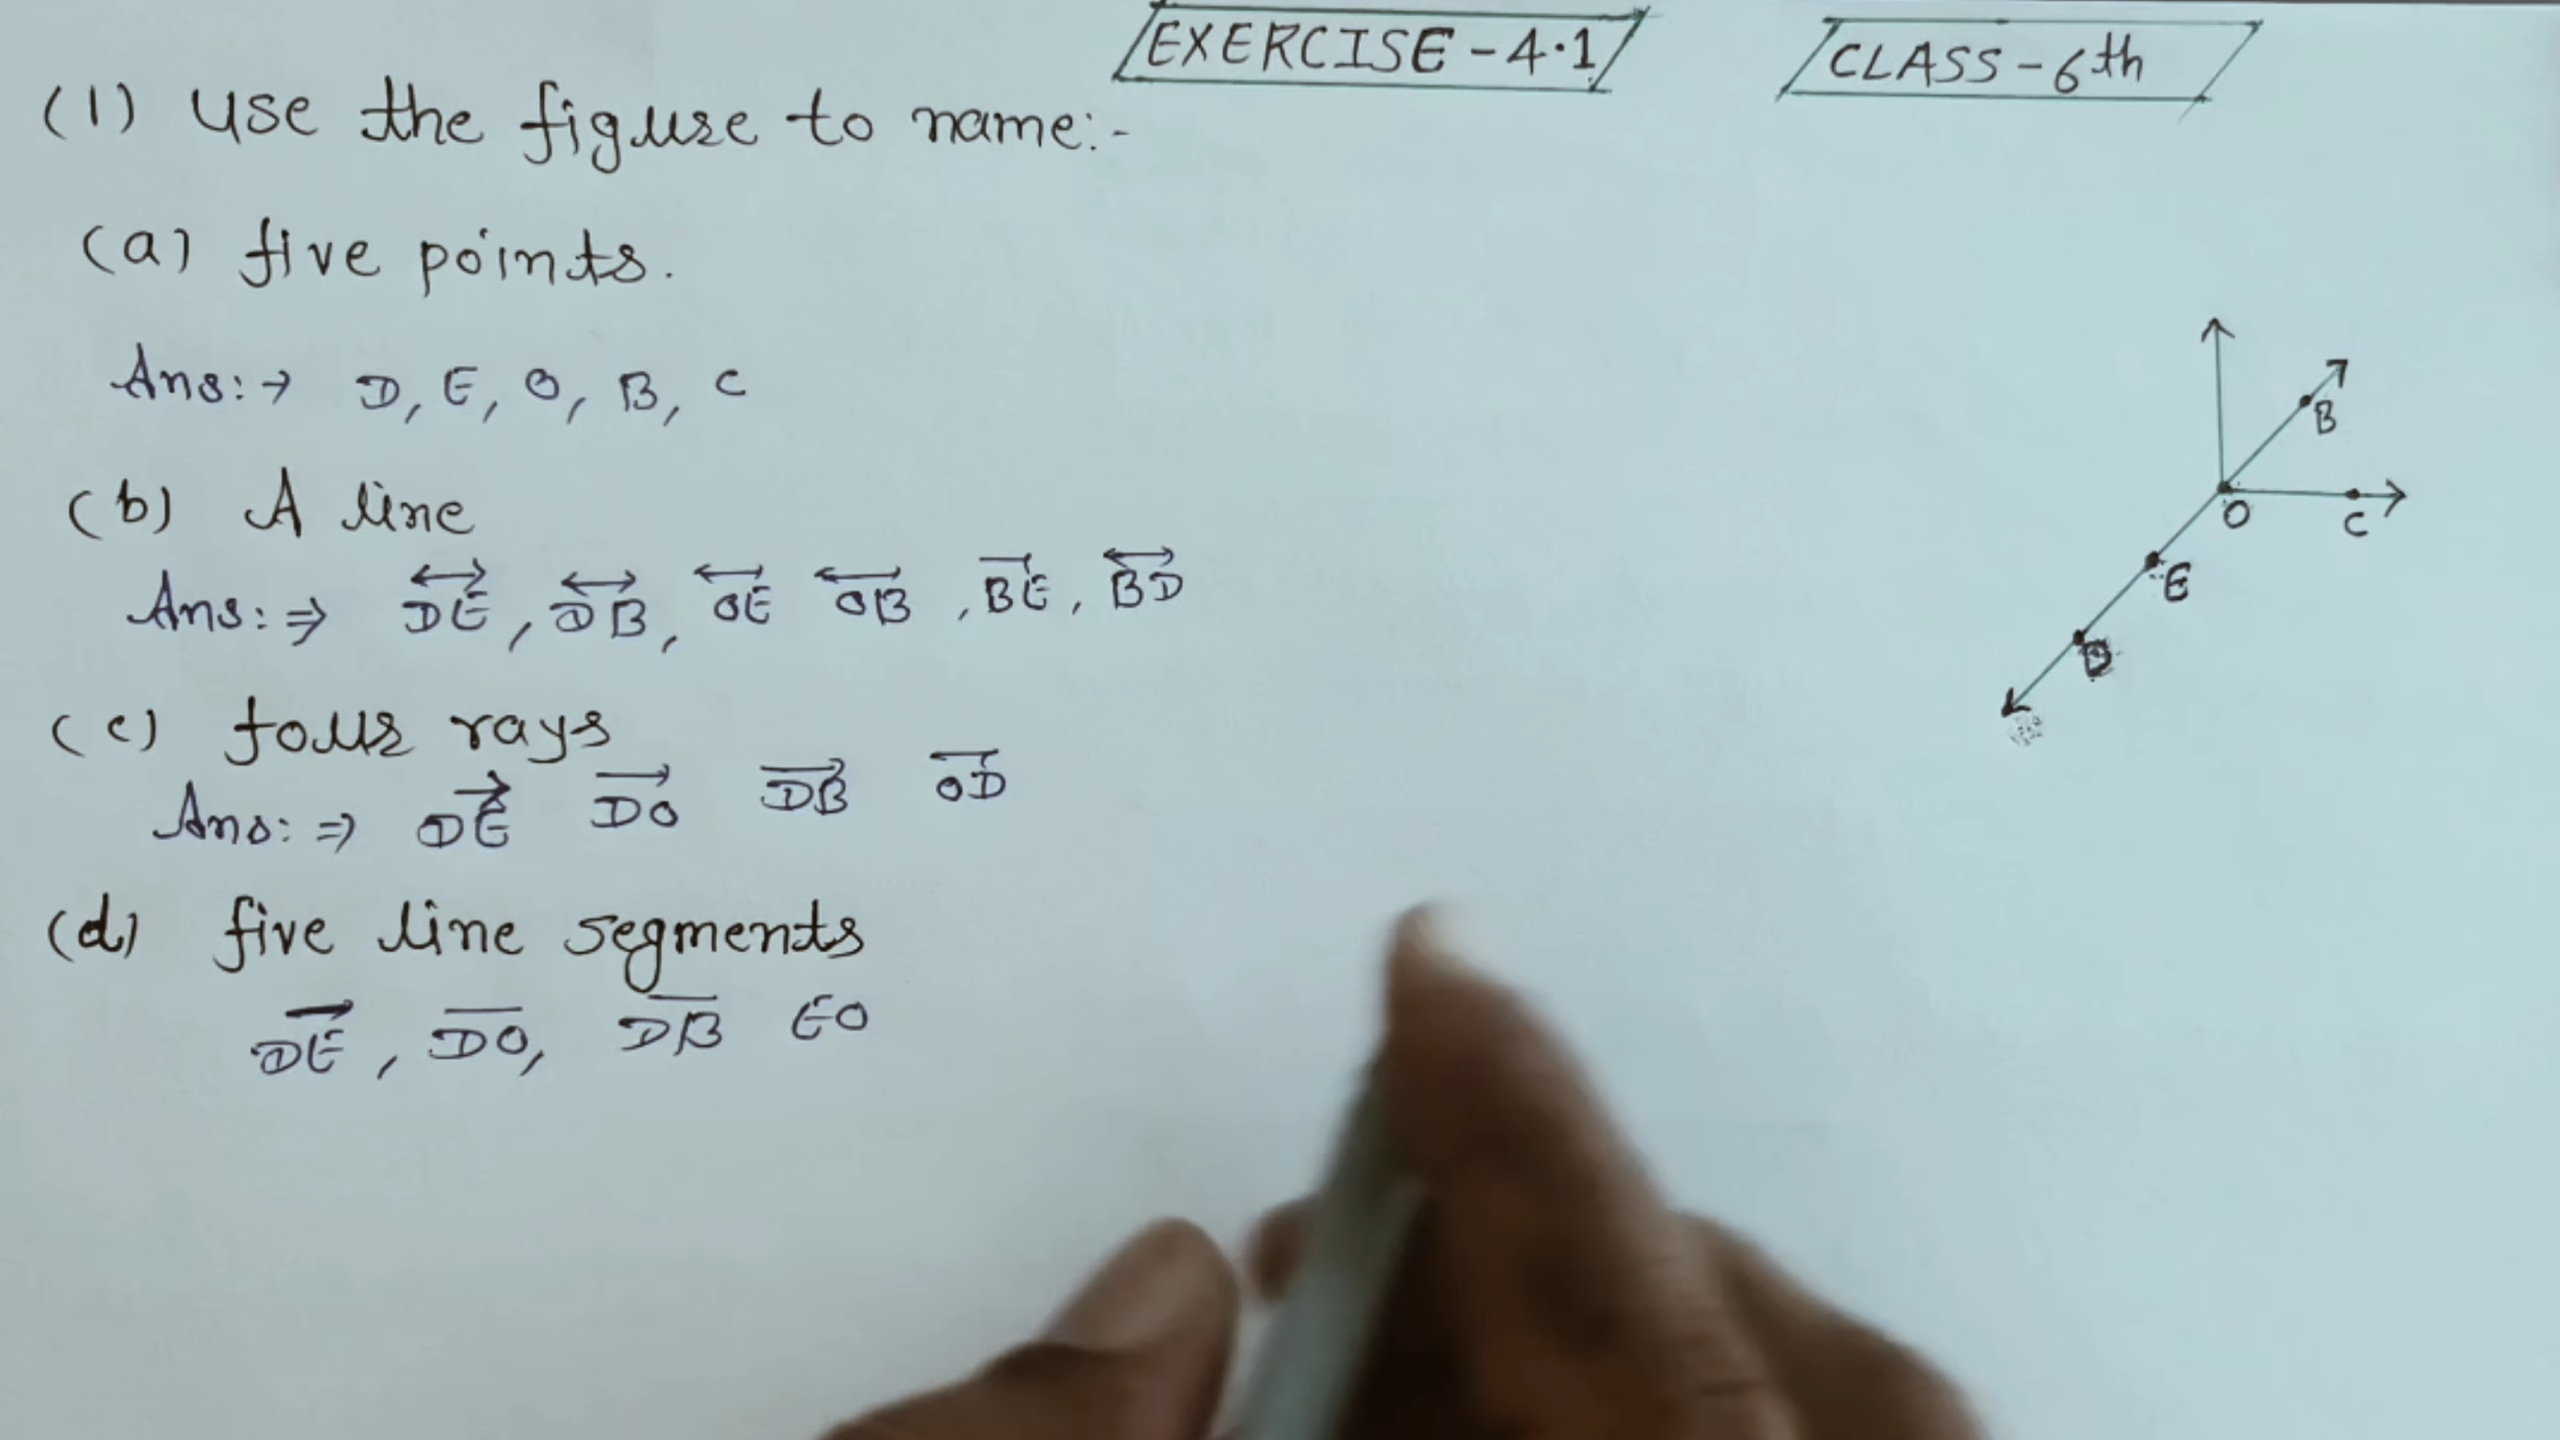 EXERCISE - 4.1
CLASS - 6th
(1) Use the figure to name:-
(a) five points.
Ans:→ D, E, O, B, C
(b) A line
Ans:⇒ DE, DB, OE OB, BE, BD
(c) four rays
Ans:⇒ DE DO DB OD
(d) five line segments
DE, DO, DB EO
B
O
C
E
D